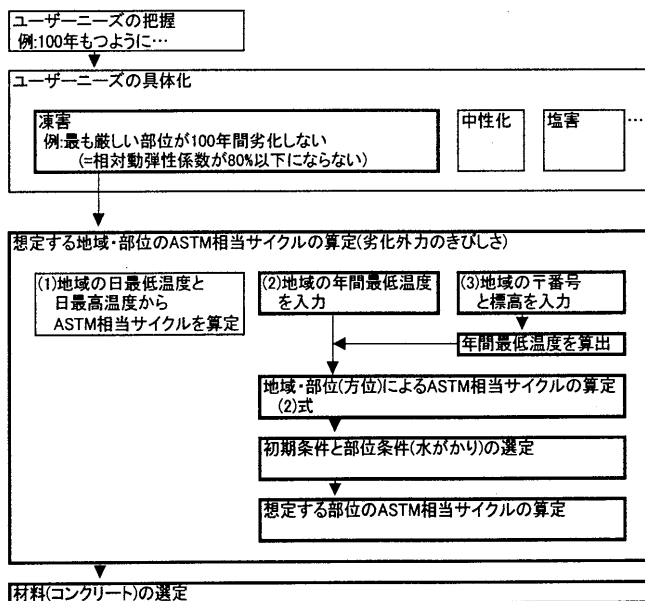 ユーザーニーズの把握
例:100年もつように…
ユーザーニーズの具体化
凍害
例:最も厳しい部位が100年間劣化しない
(=相対動弾性係数が80%以下にならない)
中性化
塩害
…
想定する地域・部位のASTM相当サイクルの算定(劣化外力のきびしさ)
(1)地域の日最低温度と
日最高温度から
ASTM相当サイクルを算定
(2)地域の年間最低温度
を入力
(3)地域の〒番号
と標高を入力
年間最低温度を算出
地域・部位(方位)によるASTM相当サイクルの算定
(2)式
初期条件と部位条件(水がかり)の選定
想定する部位のASTM相当サイクルの算定
材料(コンクリート)の選定